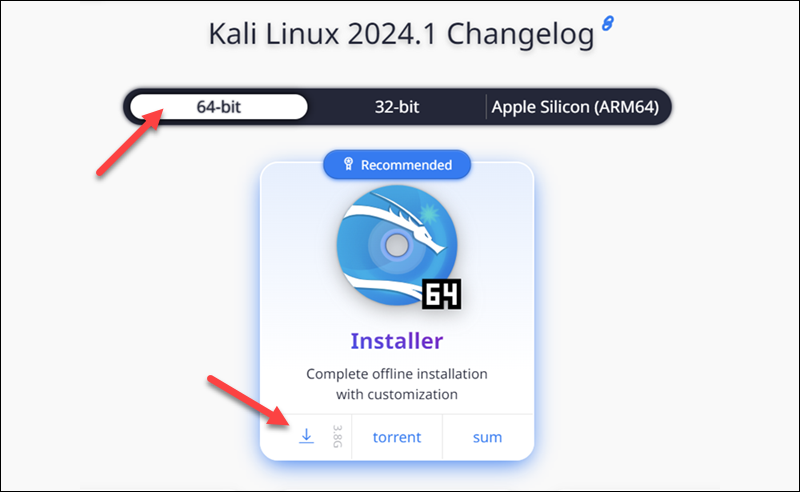 Kali Linux 2024.1 Changelog
64-bit
32-bit
Apple Silicon (ARM64)
Recommended
64
Installer
Complete offline installation
with customization
3.8G
torrent
sum